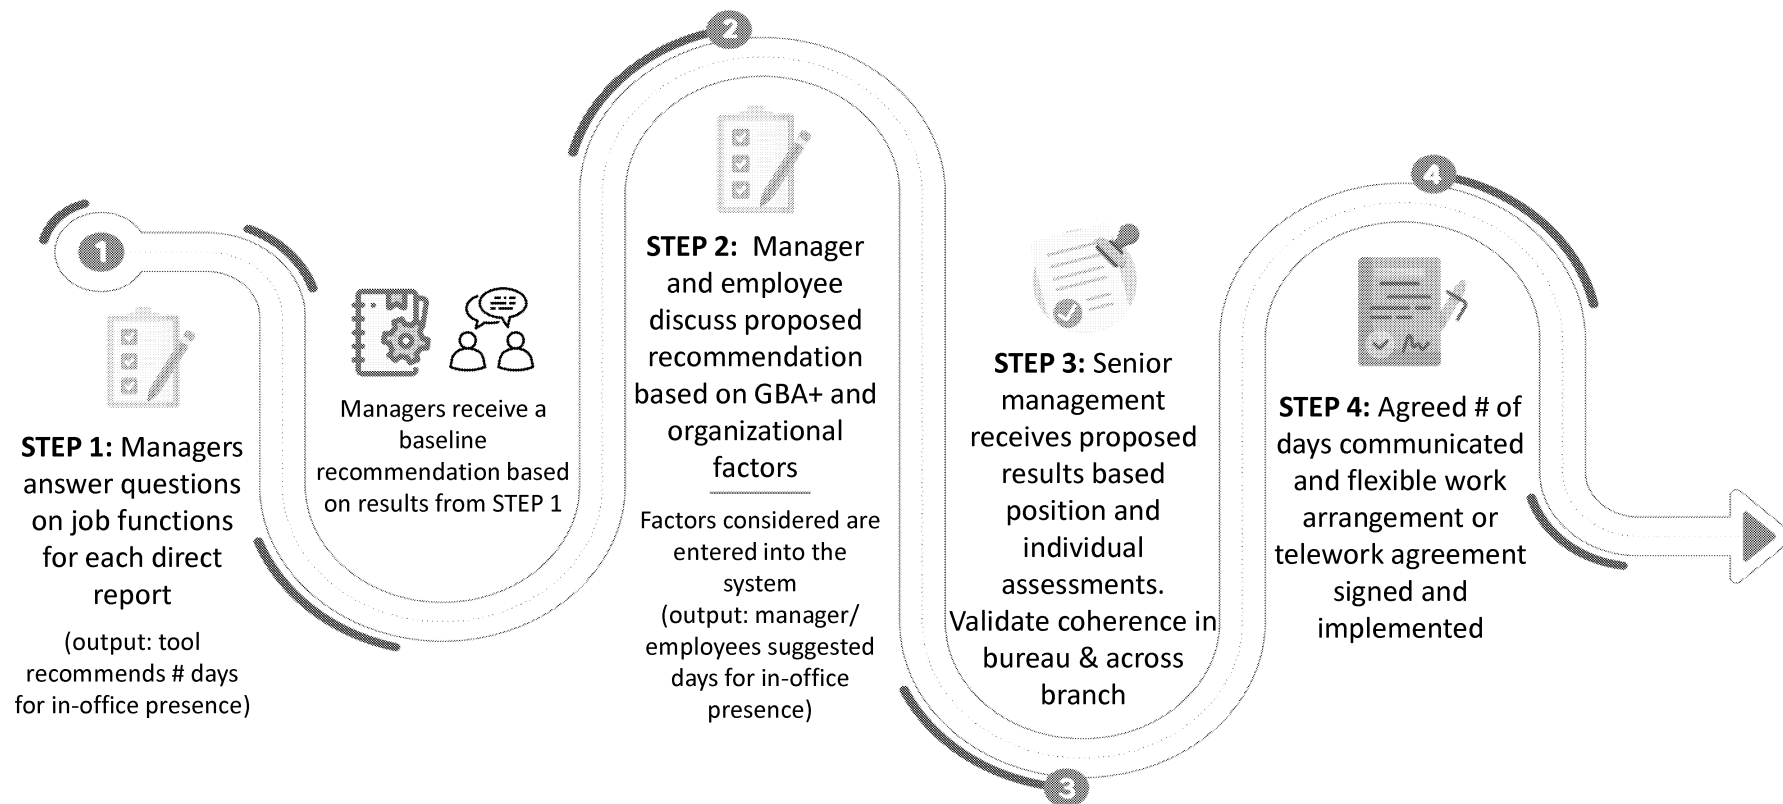 1
STEP 1: Managers
answer questions
on job functions
for each direct
report
(output: tool
recommends # days
for in-office presence)
Managers receive a
baseline
recommendation based
on results from STEP 1
2
STEP 2: Manager
and employee
discuss proposed
recommendation
based on GBA+ and
organizational
factors
Factors considered are
entered into the
system
(output: manager/
employees suggested
days for in-office
presence)
STEP 3: Senior
management
receives proposed
results based
position and
individual
assessments.
Validate coherence in
bureau & across
branch
3
4
STEP 4: Agreed # of
days communicated
and flexible work
arrangement or
telework agreement
signed and
implemented